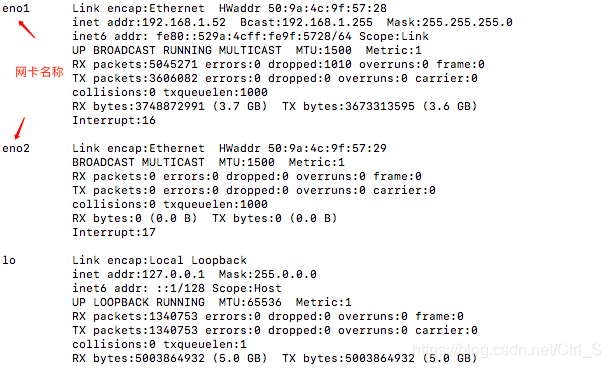 eno1 Link encap:Ethernet HWaddr 50:9a:4c:9f:57:28
inet addr:192.168.1.52 Bcast:192.168.1.255 Mask:255.255.255.0
inet6 addr: fe80::529a:4cff:fe9f:5728/64 Scope:Link
UP BROADCAST RUNNING MULTICAST MTU:1500 Metric:1
网卡名称
RX packets:5045271 errors:0 dropped:1010 overruns:0 frame:0
TX packets:3606082 errors:0 dropped:0 overruns:0 carrier:0
collisions:0 txqueuelen:1000
RX bytes:3748872991 (3.7 GB) TX bytes:3673313595 (3.6 GB)
Interrupt:16
eno2 Link encap:Ethernet HWaddr 50:9a:4c:9f:57:29
BROADCAST MULTICAST MTU:1500 Metric:1
RX packets:0 errors:0 dropped:0 overruns:0 frame:0
TX packets:0 errors:0 dropped:0 overruns:0 carrier:0
collisions:0 txqueuelen:1000
RX bytes:0 (0.0 B) TX bytes:0 (0.0 B)
Interrupt:17
lo Link encap:Local Loopback
inet addr:127.0.0.1 Mask:255.0.0.0
inet6 addr: ::1/128 Scope:Host
UP LOOPBACK RUNNING MTU:65536 Metric:1
RX packets:1340753 errors:0 dropped:0 overruns:0 frame:0
TX packets:1340753 errors:0 dropped:0 overruns:0 carrier:0
collisions:0 txqueuelen:1
RX bytes:5003864932 (5.0 GB) TX bytes:5003864932 (5.0 GB)
https://blog.csdn.net/Ctrl_S